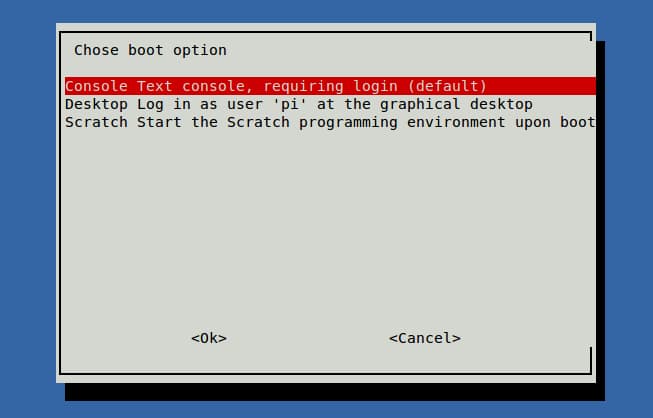 Chose boot option
Console Text console, requiring login (default)
Desktop Log in as user 'pi' at the graphical desktop
Scratch Start the Scratch programming environment upon boot
<Ok> <Cancel>